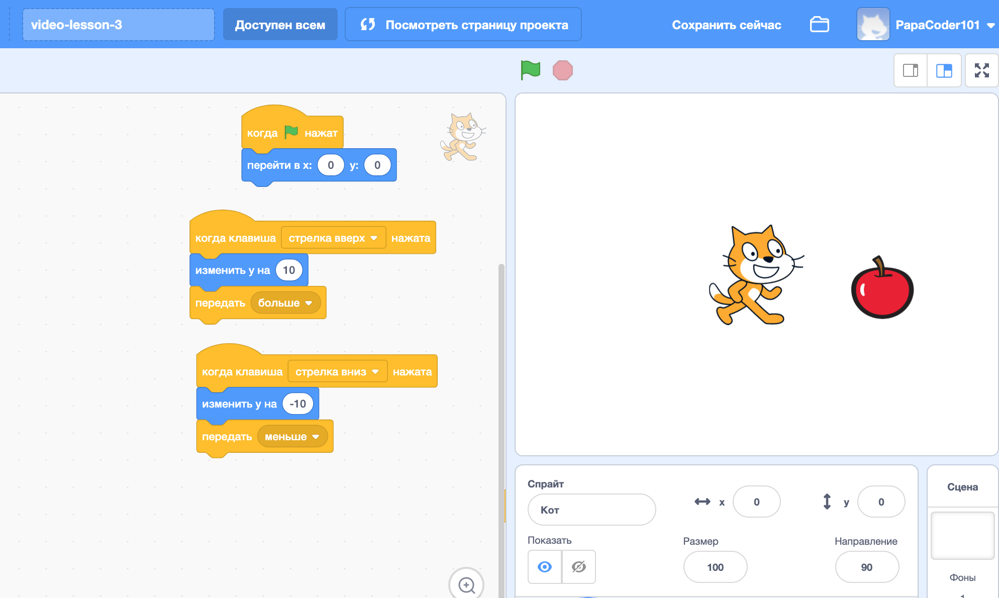 video-lesson-3
Доступен всем
Посмотреть страницу проекта
Сохранить сейчас
PapaCoder101
когда нажат
перейти в x: 0 y: 0
когда клавиша стрелка вверх нажата
изменить y на 10
передать больше
когда клавиша стрелка вниз нажата
изменить y на -10
передать меньше
Спрайт
Кот
x 0
y 0
Показать
Размер
100
Направление
90
Сцена
Фоны